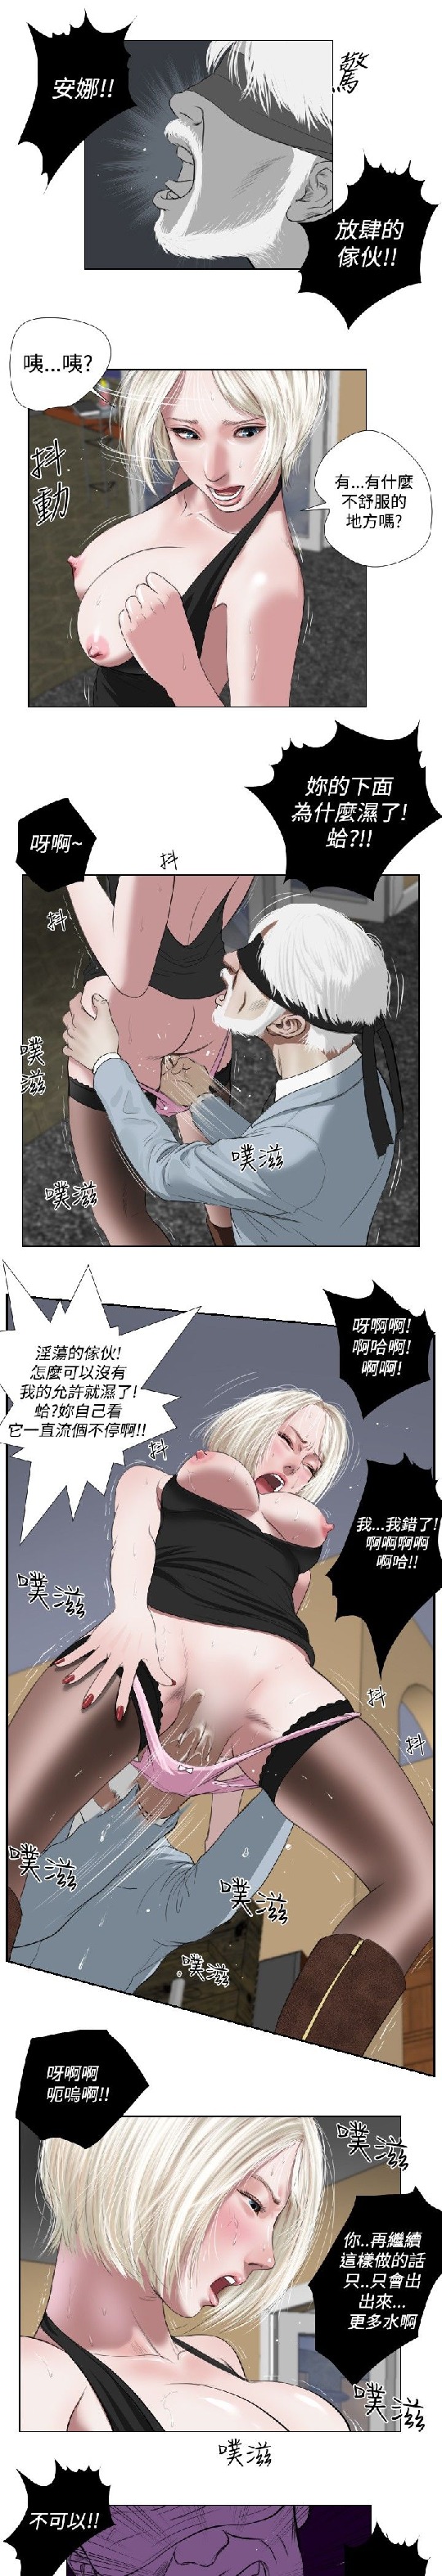 安娜!!
驚
放肆的
傢伙!!
咦...咦?
抖
動
有...有什麼
不舒服的
地方嗎?
妳的下面
為什麼濕了!
蛤?!!
呀啊~
抖
抖
噗
滋
噗滋
噗滋
呀啊啊!
啊哈啊!
啊啊!
淫蕩的傢伙!
怎麼可以沒有
我的允許就濕了!
蛤?妳自己看
它一直流個不停啊!!
抖
我...我錯了!
啊啊啊啊
啊哈!!
噗滋
抖
抖
噗滋
噗滋
噗滋
呀啊啊
呃嗚啊!!
噗滋
你..再繼續
這樣做的話
只..只會出
出來...
更多水啊
噗滋
噗滋
不可以!!